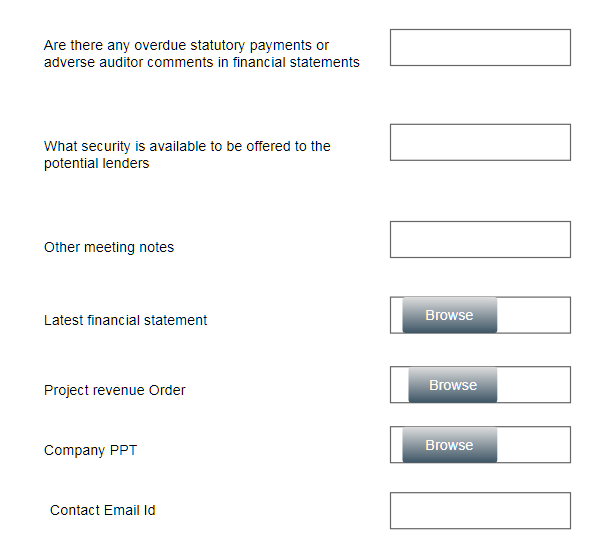 Are there any overdue statutory payments or
adverse auditor comments in financial statements
What security is available to be offered to the
potential lenders
Other meeting notes
Latest financial statement
Browse
Project revenue Order
Browse
Company PPT
Browse
Contact Email Id